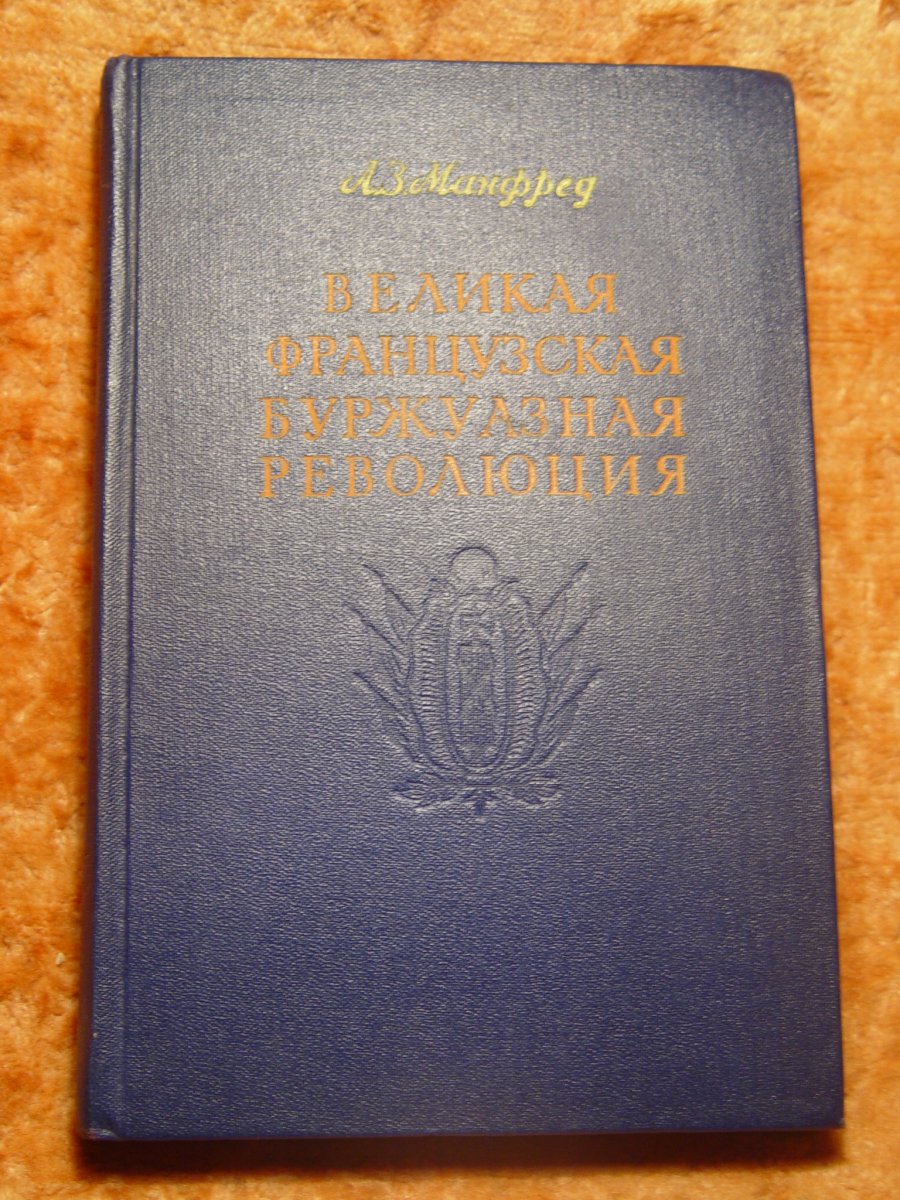 А.З. Манфред
ВЕЛИКАЯ
ФРАНЦУЗСКАЯ
БУРЖУАЗНАЯ
РЕВОЛЮЦИЯ